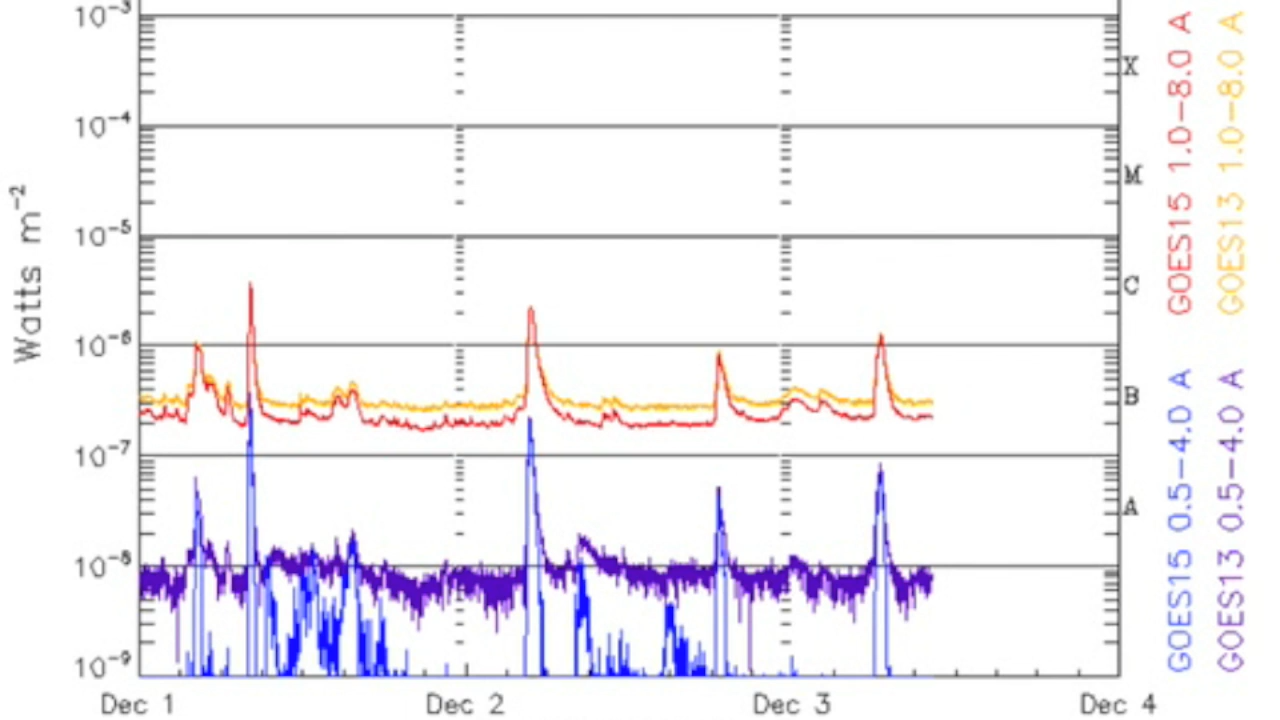 10⁻³
10⁻⁴
10⁻⁵
10⁻⁶
10⁻⁷
10⁻⁸
10⁻⁹
Watts m⁻²
X
M
C
B
A
Dec 1 Dec 2 Dec 3 Dec 4
GOES15 1.0-8.0 A
GOES13 1.0-8.0 A
GOES15 0.5-4.0 A
GOES13 0.5-4.0 A